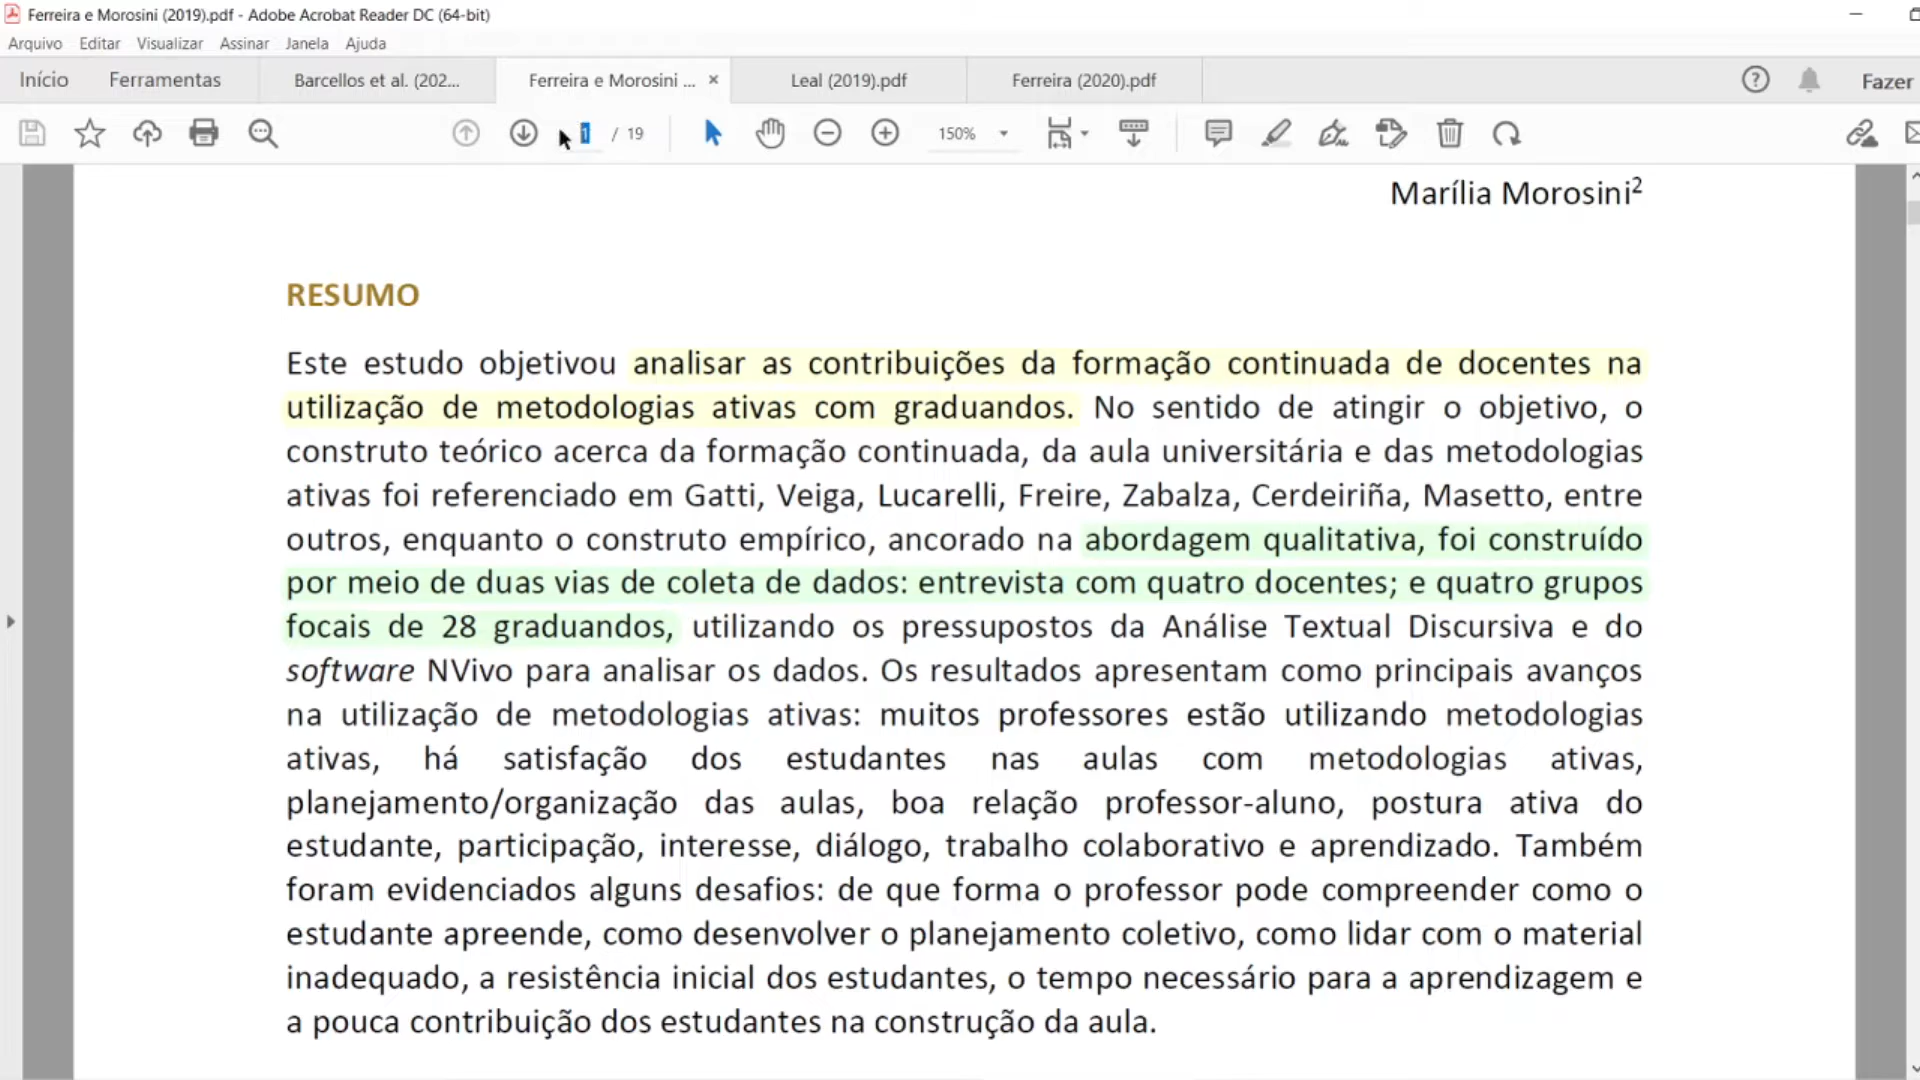 Ferreira e Morosini (2019).pdf - Adobe Acrobat Reader DC (64-bit)
Arquivo Editar Visualizar Assinar Janela Ajuda
Início Ferramentas Barcellos et al. (202... Ferreira e Morosini ... × Leal (2019).pdf Ferreira (2020).pdf Fazer
1 / 19 150%
Marília Morosini²
RESUMO
Este estudo objetivou analisar as contribuições da formação continuada de docentes na
utilização de metodologias ativas com graduandos. No sentido de atingir o objetivo, o
construto teórico acerca da formação continuada, da aula universitária e das metodologias
ativas foi referenciado em Gatti, Veiga, Lucarelli, Freire, Zabalza, Cerdeiriña, Masetto, entre
outros, enquanto o construto empírico, ancorado na abordagem qualitativa, foi construído
por meio de duas vias de coleta de dados: entrevista com quatro docentes; e quatro grupos
focais de 28 graduandos, utilizando os pressupostos da Análise Textual Discursiva e do
software NVivo para analisar os dados. Os resultados apresentam como principais avanços
na utilização de metodologias ativas: muitos professores estão utilizando metodologias
ativas, há satisfação dos estudantes nas aulas com metodologias ativas,
planejamento/organização das aulas, boa relação professor-aluno, postura ativa do
estudante, participação, interesse, diálogo, trabalho colaborativo e aprendizado. Também
foram evidenciados alguns desafios: de que forma o professor pode compreender como o
estudante apreende, como desenvolver o planejamento coletivo, como lidar com o material
inadequado, a resistência inicial dos estudantes, o tempo necessário para a aprendizagem e
a pouca contribuição dos estudantes na construção da aula.